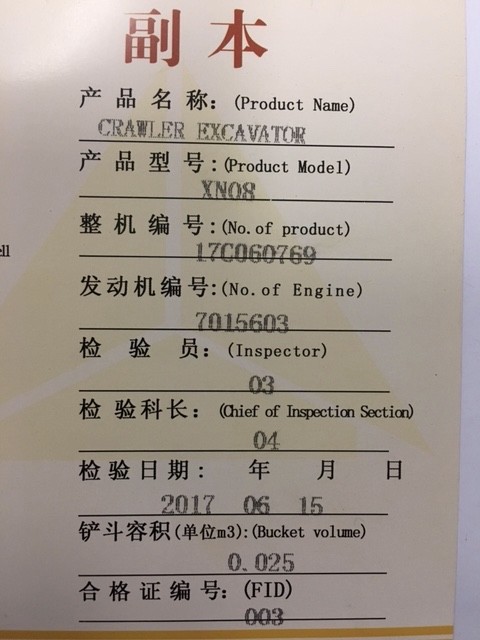 副本
产品名称：(Product Name)
CRAWLER EXCAVATOR
产品型号:(Product Model)
XN08
整机编号:(No.of product)
17C060769
发动机编号:(No.of Engine)
7015603
检验员：(Inspector)
03
检验科长：(Chief of Inspection Section)
04
检验日期：年 月 日
2017 06 15
铲斗容积(单位m3):(Bucket volume)
0.025
合格证编号：(FID)
003